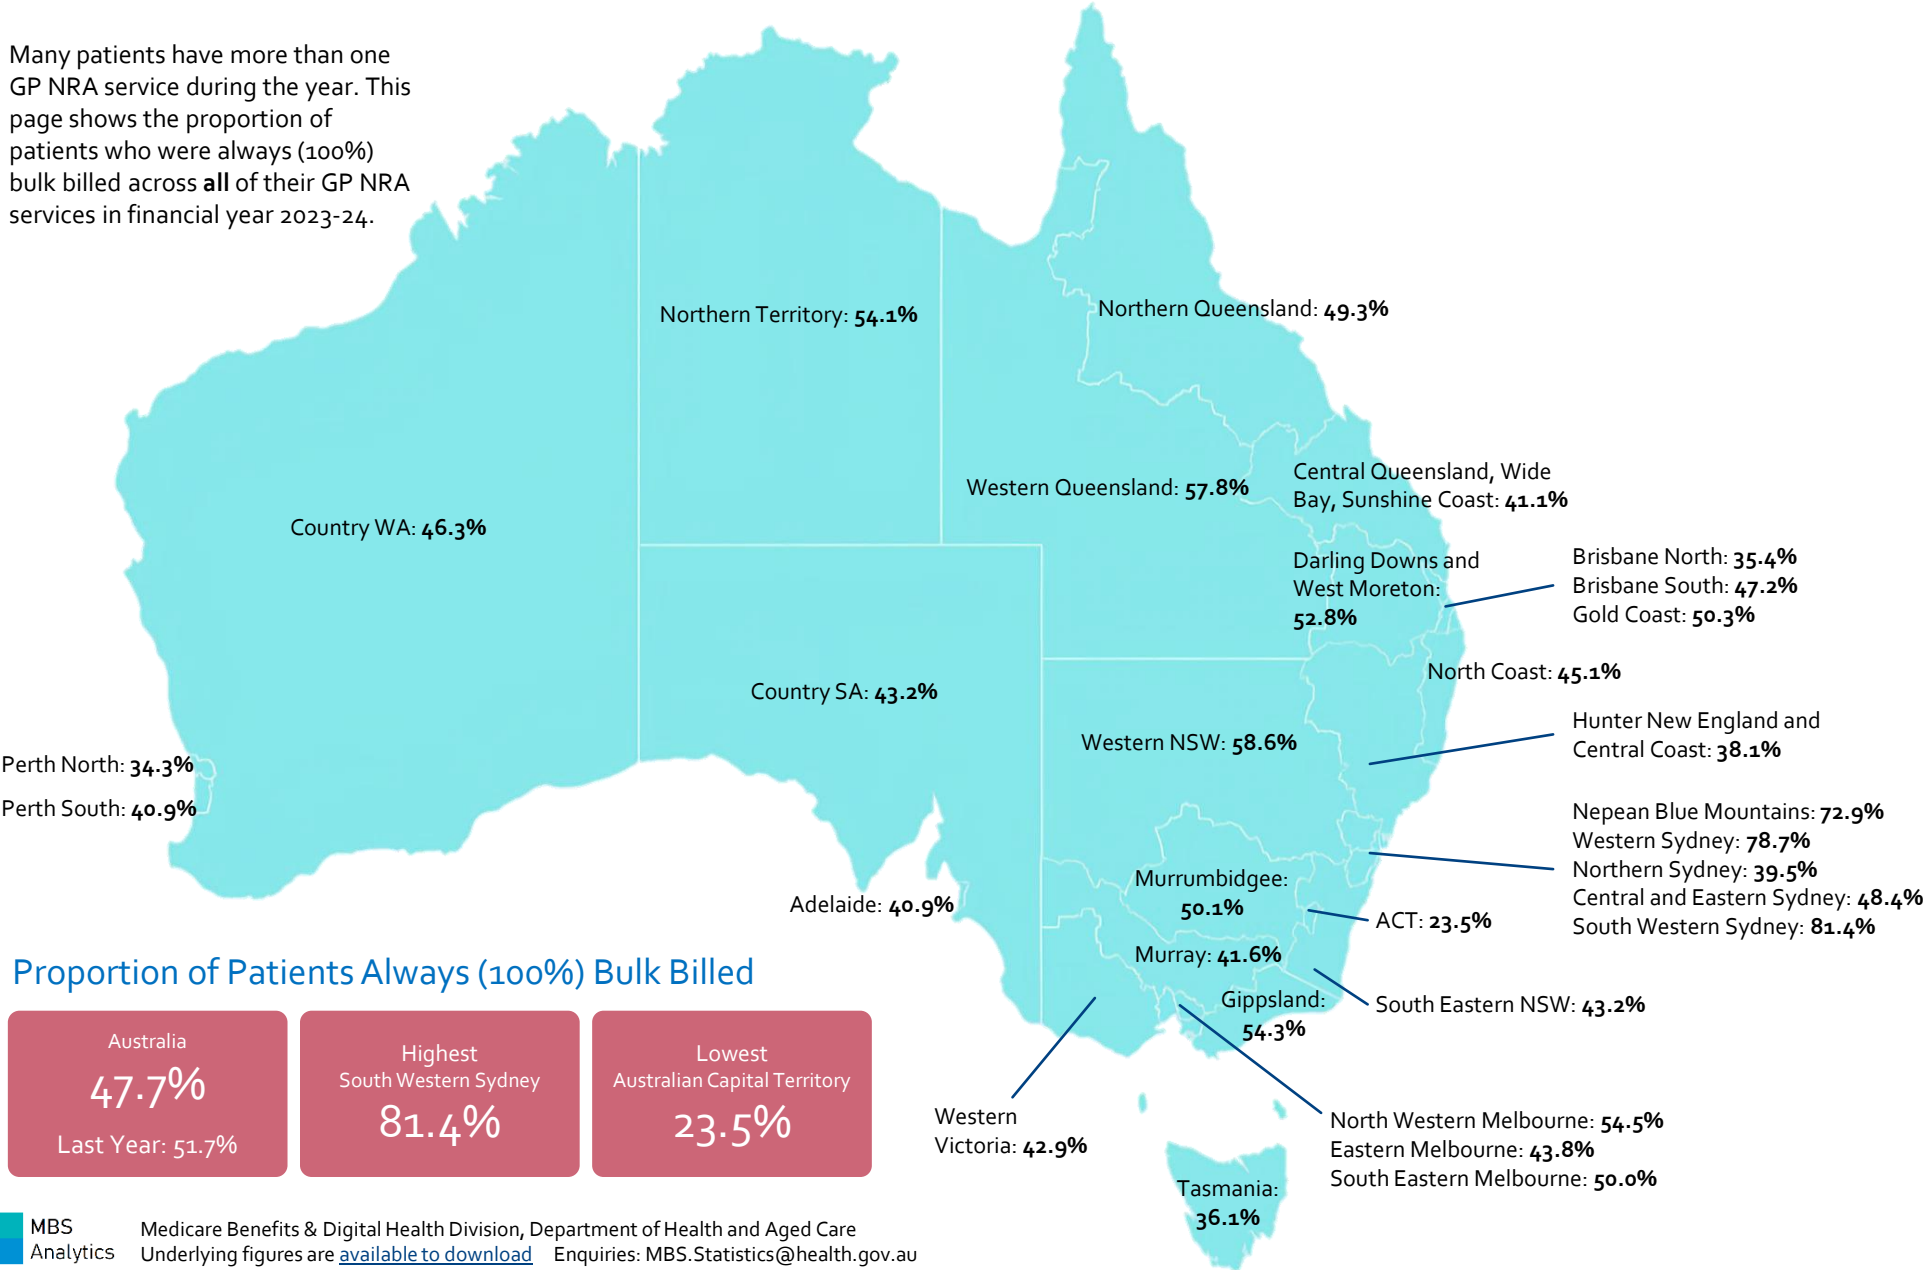 Many patients have more than one
GP NRA service during the year. This
page shows the proportion of
patients who were always (100%)
bulk billed across all of their GP NRA
services in financial year 2023-24.
Northern Territory: 54.1%
Northern Queensland: 49.3%
Western Queensland: 57.8%
Central Queensland, Wide
Bay, Sunshine Coast: 41.1%
Country WA: 46.3%
Darling Downs and
West Moreton:
52.8%
Brisbane North: 35.4%
Brisbane South: 47.2%
Gold Coast: 50.3%
Country SA: 43.2%
North Coast: 45.1%
Western NSW: 58.6%
Hunter New England and
Central Coast: 38.1%
Perth North: 34.3%
Perth South: 40.9%
Nepean Blue Mountains: 72.9%
Western Sydney: 78.7%
Northern Sydney: 39.5%
Central and Eastern Sydney: 48.4%
South Western Sydney: 81.4%
Adelaide: 40.9%
Murrumbidgee:
50.1%
ACT: 23.5%
Murray: 41.6%
Gippsland:
54.3%
South Eastern NSW: 43.2%
Proportion of Patients Always (100%) Bulk Billed
Australia
47.7%
Last Year: 51.7%
Highest
South Western Sydney
81.4%
Lowest
Australian Capital Territory
23.5%
Western
Victoria: 42.9%
North Western Melbourne: 54.5%
Eastern Melbourne: 43.8%
South Eastern Melbourne: 50.0%
Tasmania:
36.1%
MBS
Analytics
Medicare Benefits & Digital Health Division, Department of Health and Aged Care
Underlying figures are available to download Enquiries: MBS.Statistics@health.gov.au